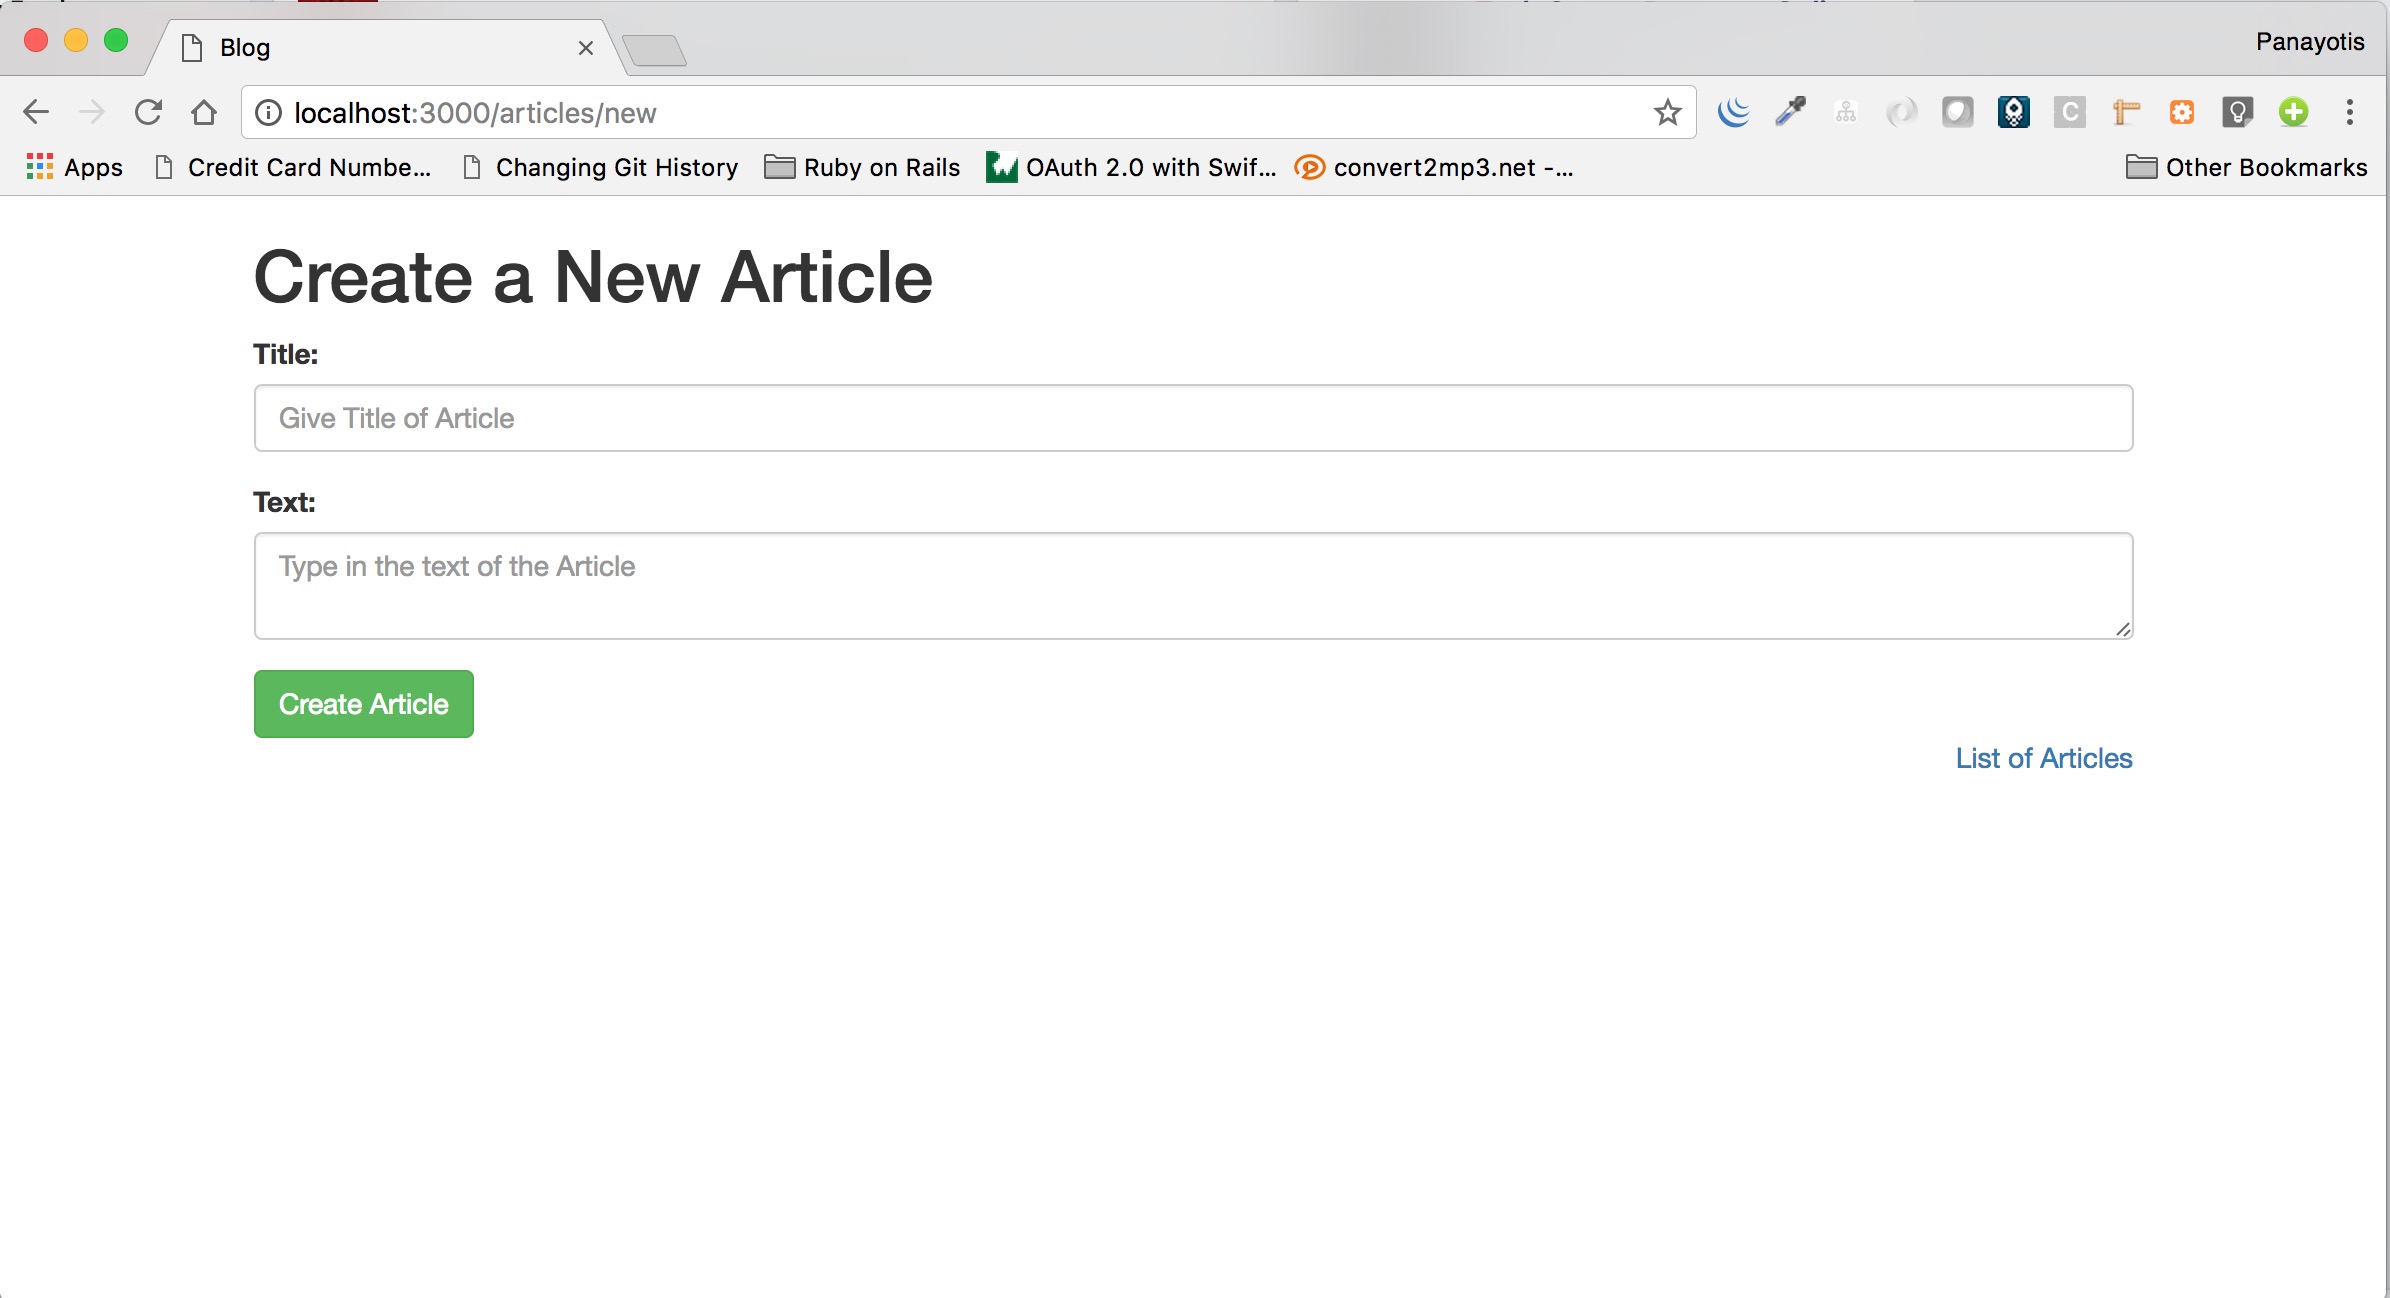 Blog
Panayotis
localhost:3000/articles/new
Apps
Credit Card Numbe...
Changing Git History
Ruby on Rails
OAuth 2.0 with Swif...
convert2mp3.net -...
Other Bookmarks
Create a New Article
Title:
Give Title of Article
Text:
Type in the text of the Article
Create Article
List of Articles